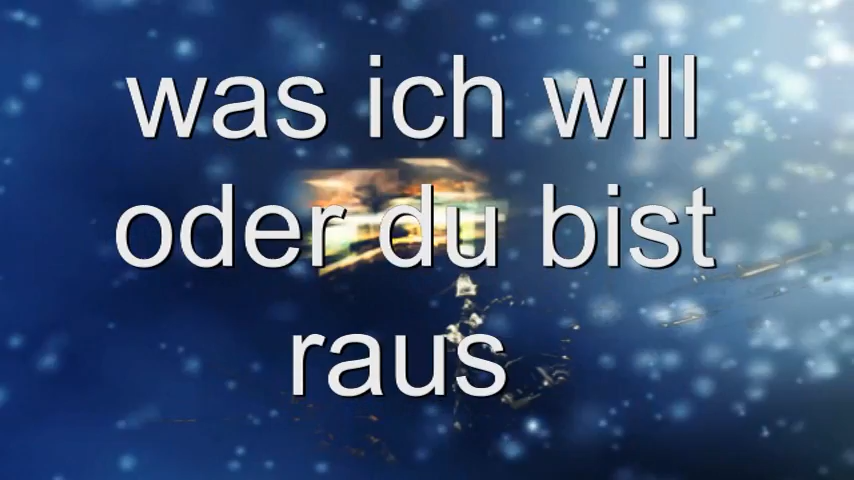 was ich will
oder du bist
raus